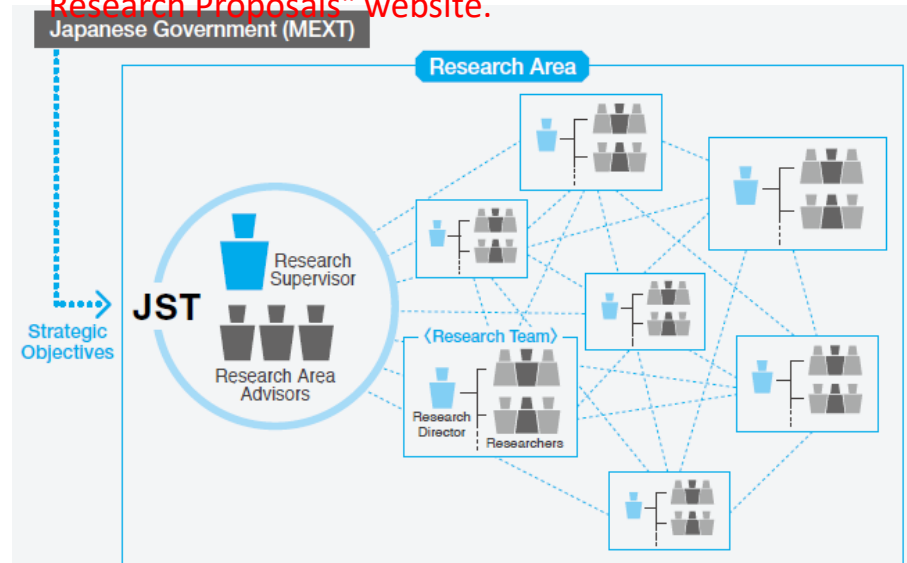 Research Proposals" website.
Japanese Government (MEXT)
Research Area
Research
Supervisor
JST
Strategic
Objectives
Research Area
Advisors
〈Research Team〉
Research
Director
Researchers